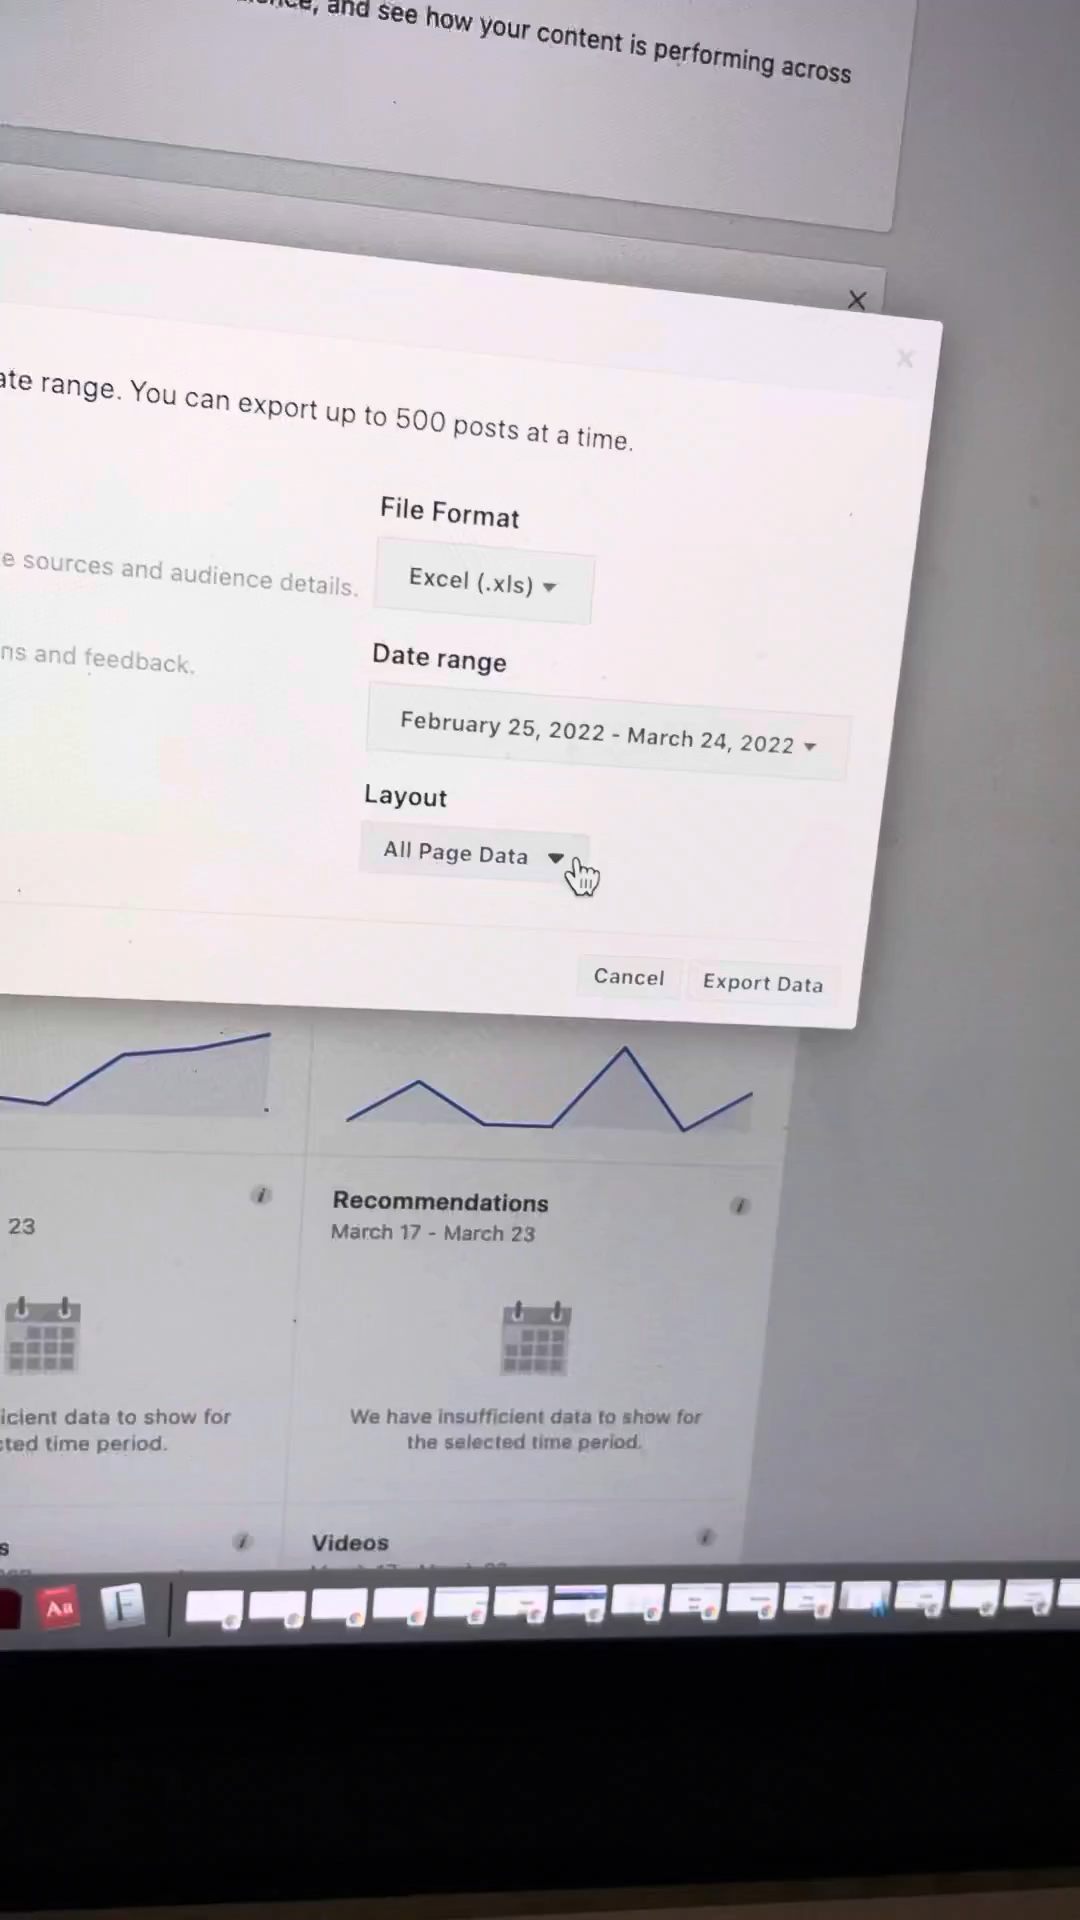 and see how your content is performing across
ate range. You can export up to 500 posts at a time.
File Format
e sources and audience details.
Excel (.xls)
Date range
ns and feedback.
February 25, 2022 - March 24, 2022
Layout
All Page Data
Cancel
Export Data
Recommendations
23
March 17 - March 23
icient data to show for
cted time period.
We have insufficient data to show for
the selected time period.
s
Videos
Aa
F